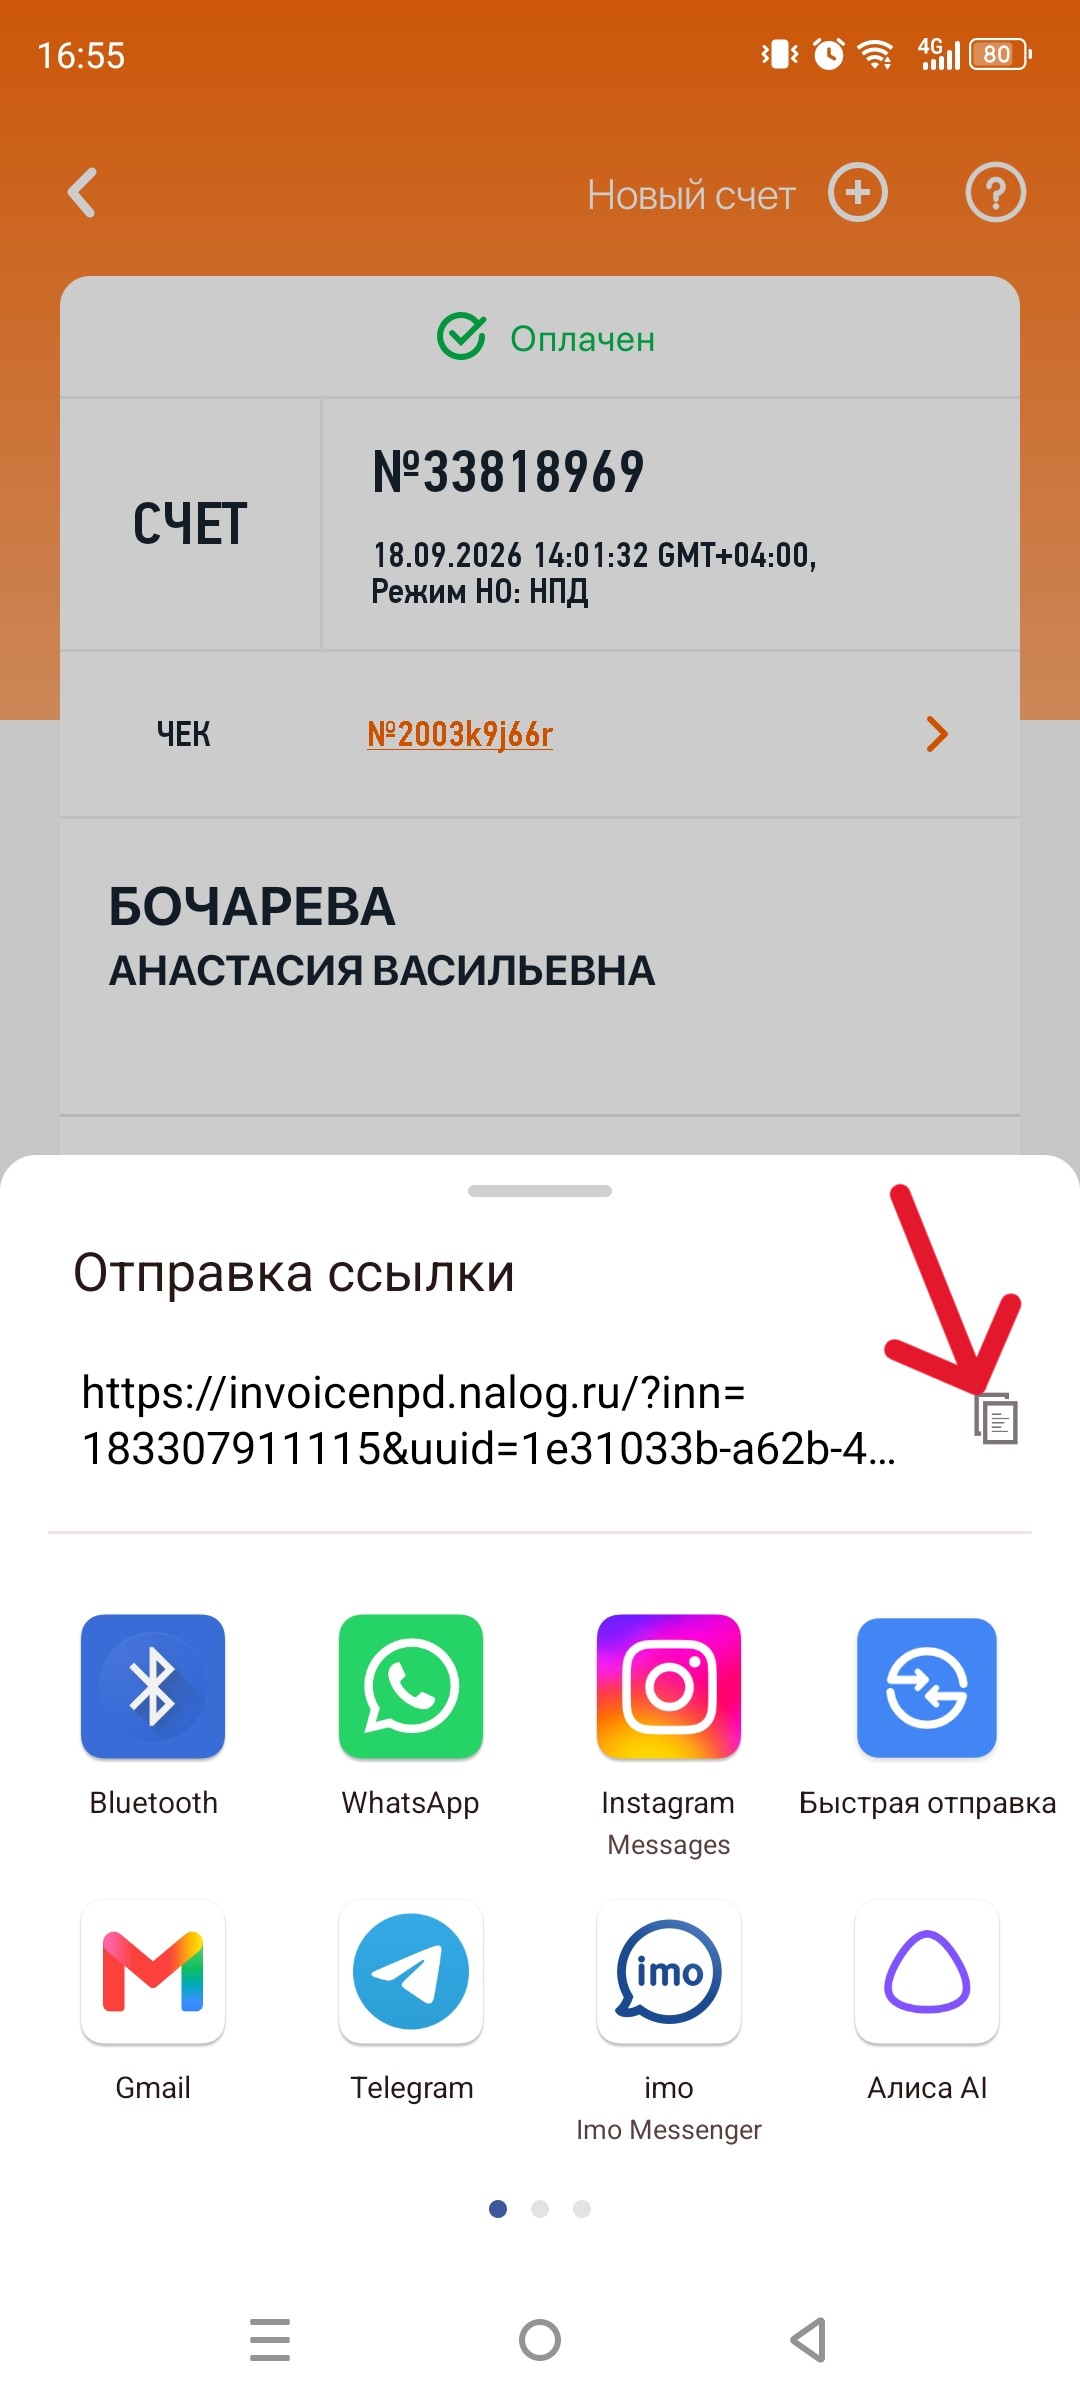 16:55
4G
80
Новый счет
Оплачен
СЧЕТ
№33818969
18.09.2026 14:01:32 GMT+04:00,
Режим НО: НПД
ЧЕК
№2003k9j66r
БОЧАРЕВА
АНАСТАСИЯ ВАСИЛЬЕВНА
Отправка ссылки
https://invoicenpd.nalog.ru/?inn=
183307911115&uuid=1e31033b-a62b-4...
Bluetooth
WhatsApp
Instagram
Messages
Быстрая отправка
imo
Gmail
Telegram
imo
Imo Messenger
Алиса AI